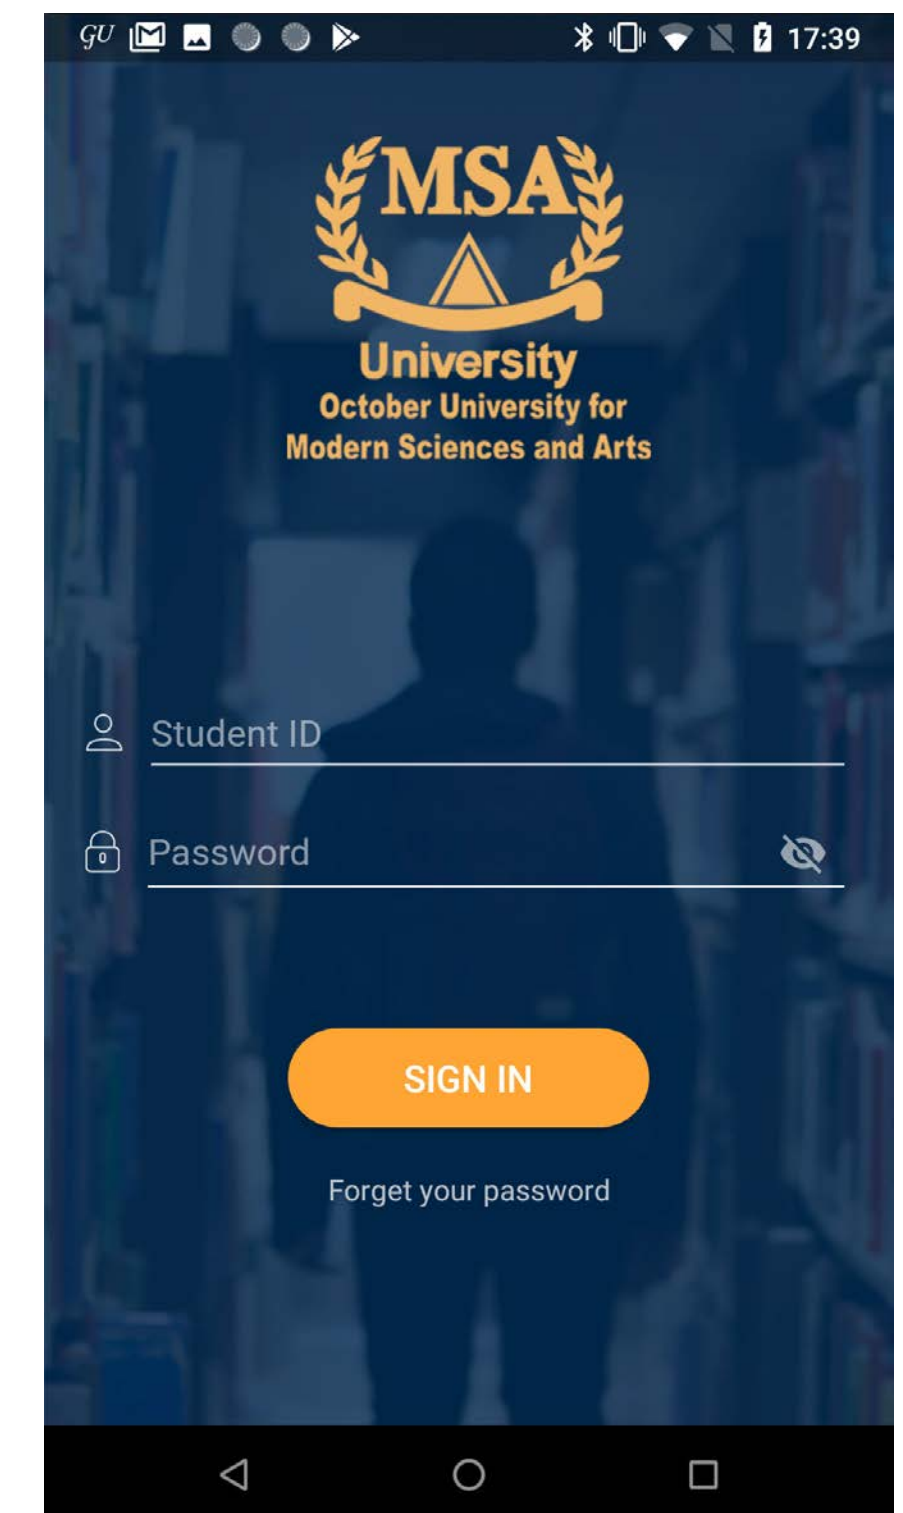 GU 17:39
MSA
University
October University for
Modern Sciences and Arts
Student ID
Password
SIGN IN
Forget your password